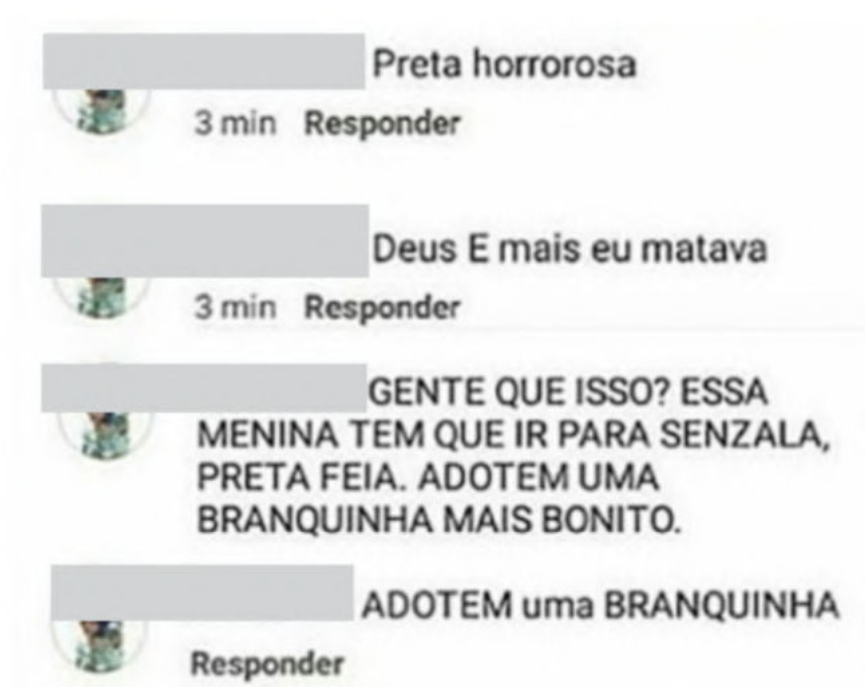 Preta horrorosa
3 min Responder
Deus E mais eu matava
3 min Responder
GENTE QUE ISSO? ESSA
MENINA TEM QUE IR PARA SENZALA,
PRETA FEIA. ADOTEM UMA
BRANQUINHA MAIS BONITO.
ADOTEM uma BRANQUINHA
Responder